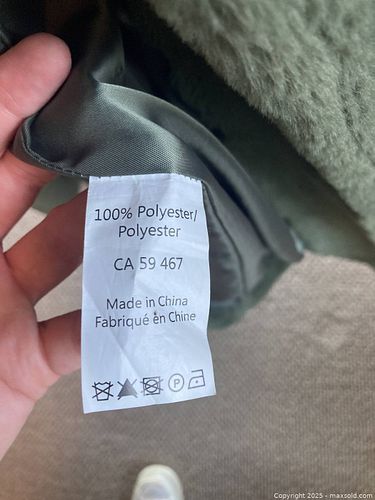 100% Polyester/
Polyester
CA 59 467
Made in China
Fabriqué en Chine
P
Copyright 2025 - maxsold.com